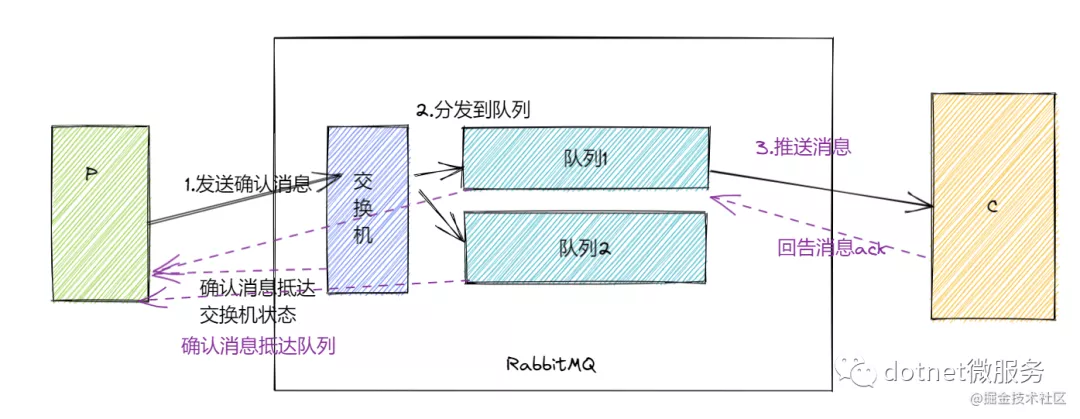 P
1.发送确认消息
交换机
2.分发到队列
队列1
队列2
3.推送消息
回告消息ack
C
确认消息抵达
交换机状态
确认消息抵达队列
RabbitMQ
dotnet微服务
@掘金技术社区